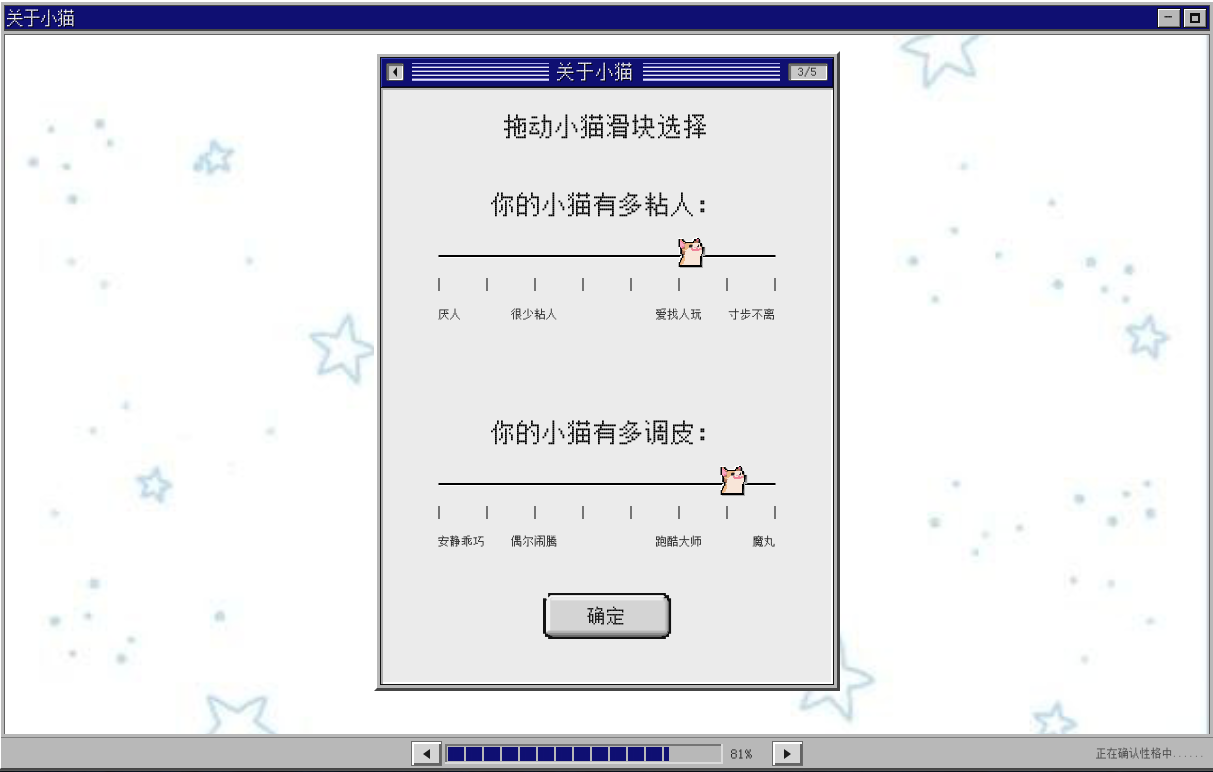 关于小猫
关于小猫
3/5
拖动小猫滑块选择
你的小猫有多粘人：
厌人 很少粘人 爱找人玩 寸步不离
你的小猫有多调皮：
安静乖巧 偶尔闹腾 跑酷大师 魔丸
确定
81%
正在确认性格中......